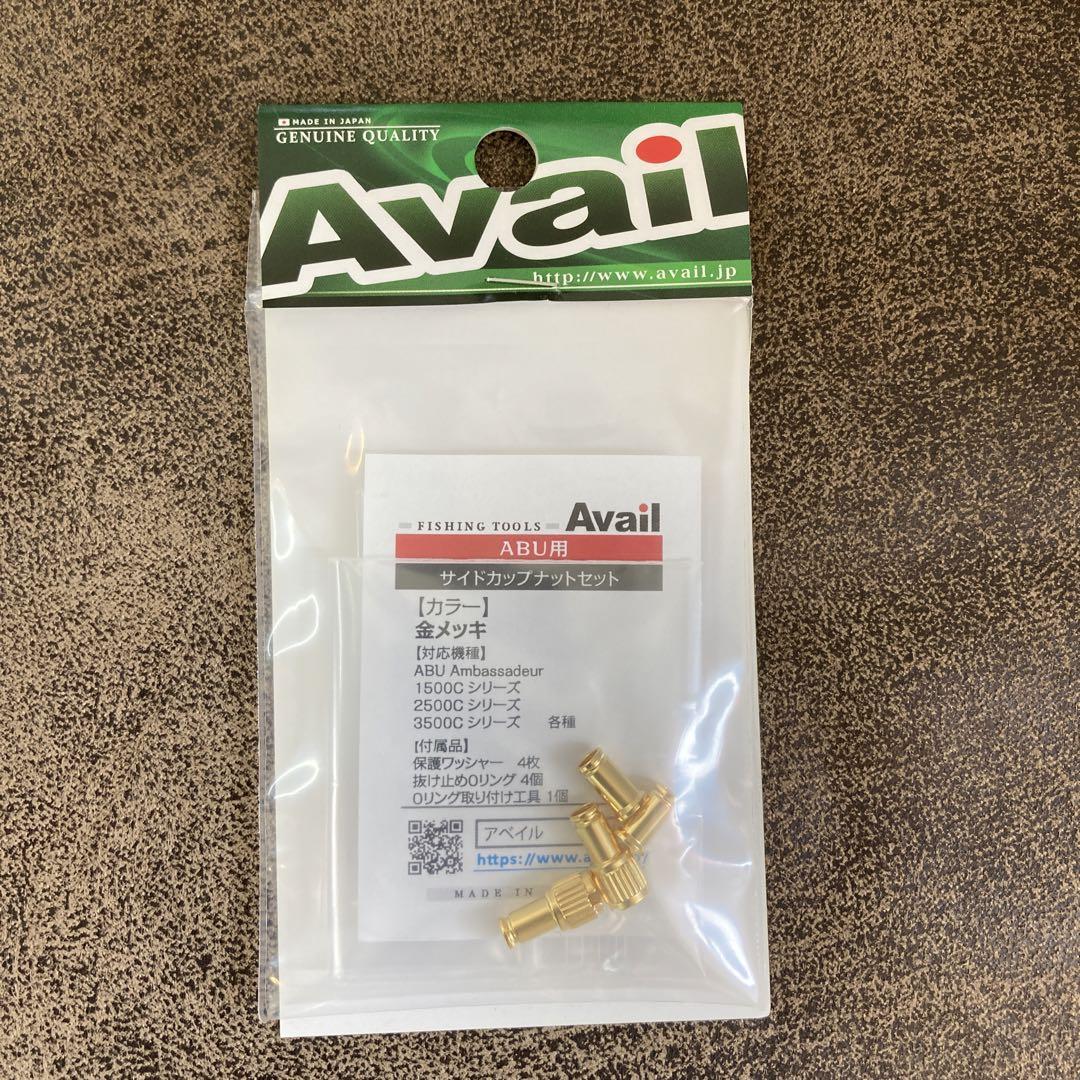 MADE IN JAPAN
GENUINE QUALITY
Avail
http://www.avail.jp
FISHING TOOLS Avail
ABU用
サイドカップナットセット
【カラー】
金メッキ
【対応機種】
ABU Ambassadeur
1500C シリーズ
2500C シリーズ
3500C シリーズ 各種
【付属品】
保護ワッシャー 4枚
抜け止めOリング 4個
Oリング取り付け工具 1個
アベイル
https://www.a
MADE IN